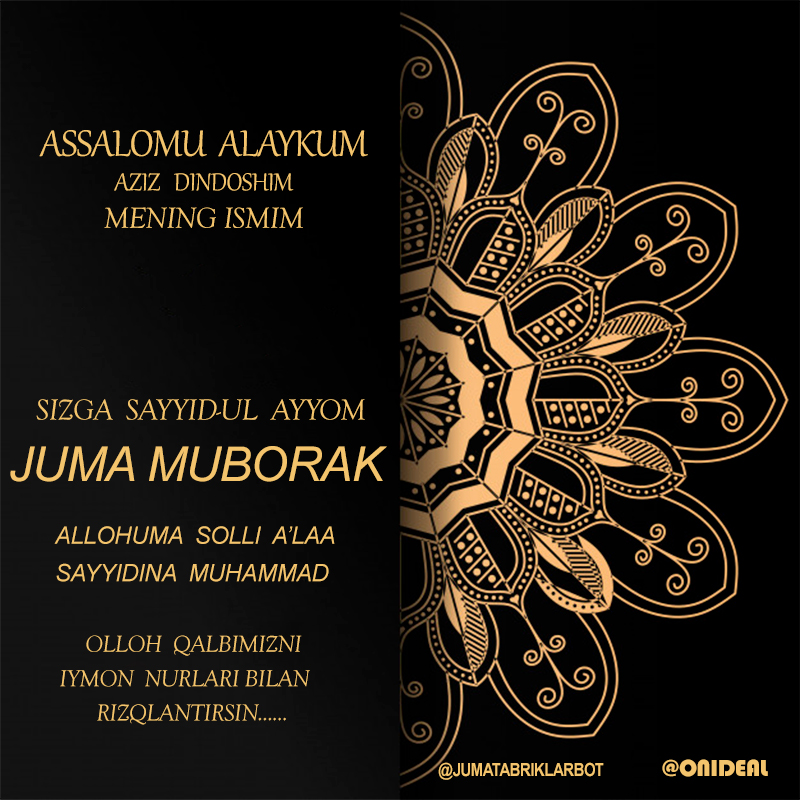 ASSALOMU ALAYKUM
AZIZ DINDOSHIM
MENING ISMIM
SIZGA SAYYID-UL AYYOM
JUMA MUBORAK
ALLOHUMA SOLLI A'LAA
SAYYIDINA MUHAMMAD
OLLOH QALBIMIZNI
IYMON NURLARI BILAN
RIZQLANTIRSIN......
@JUMATABRIKLARBOT
@ONIDEAL